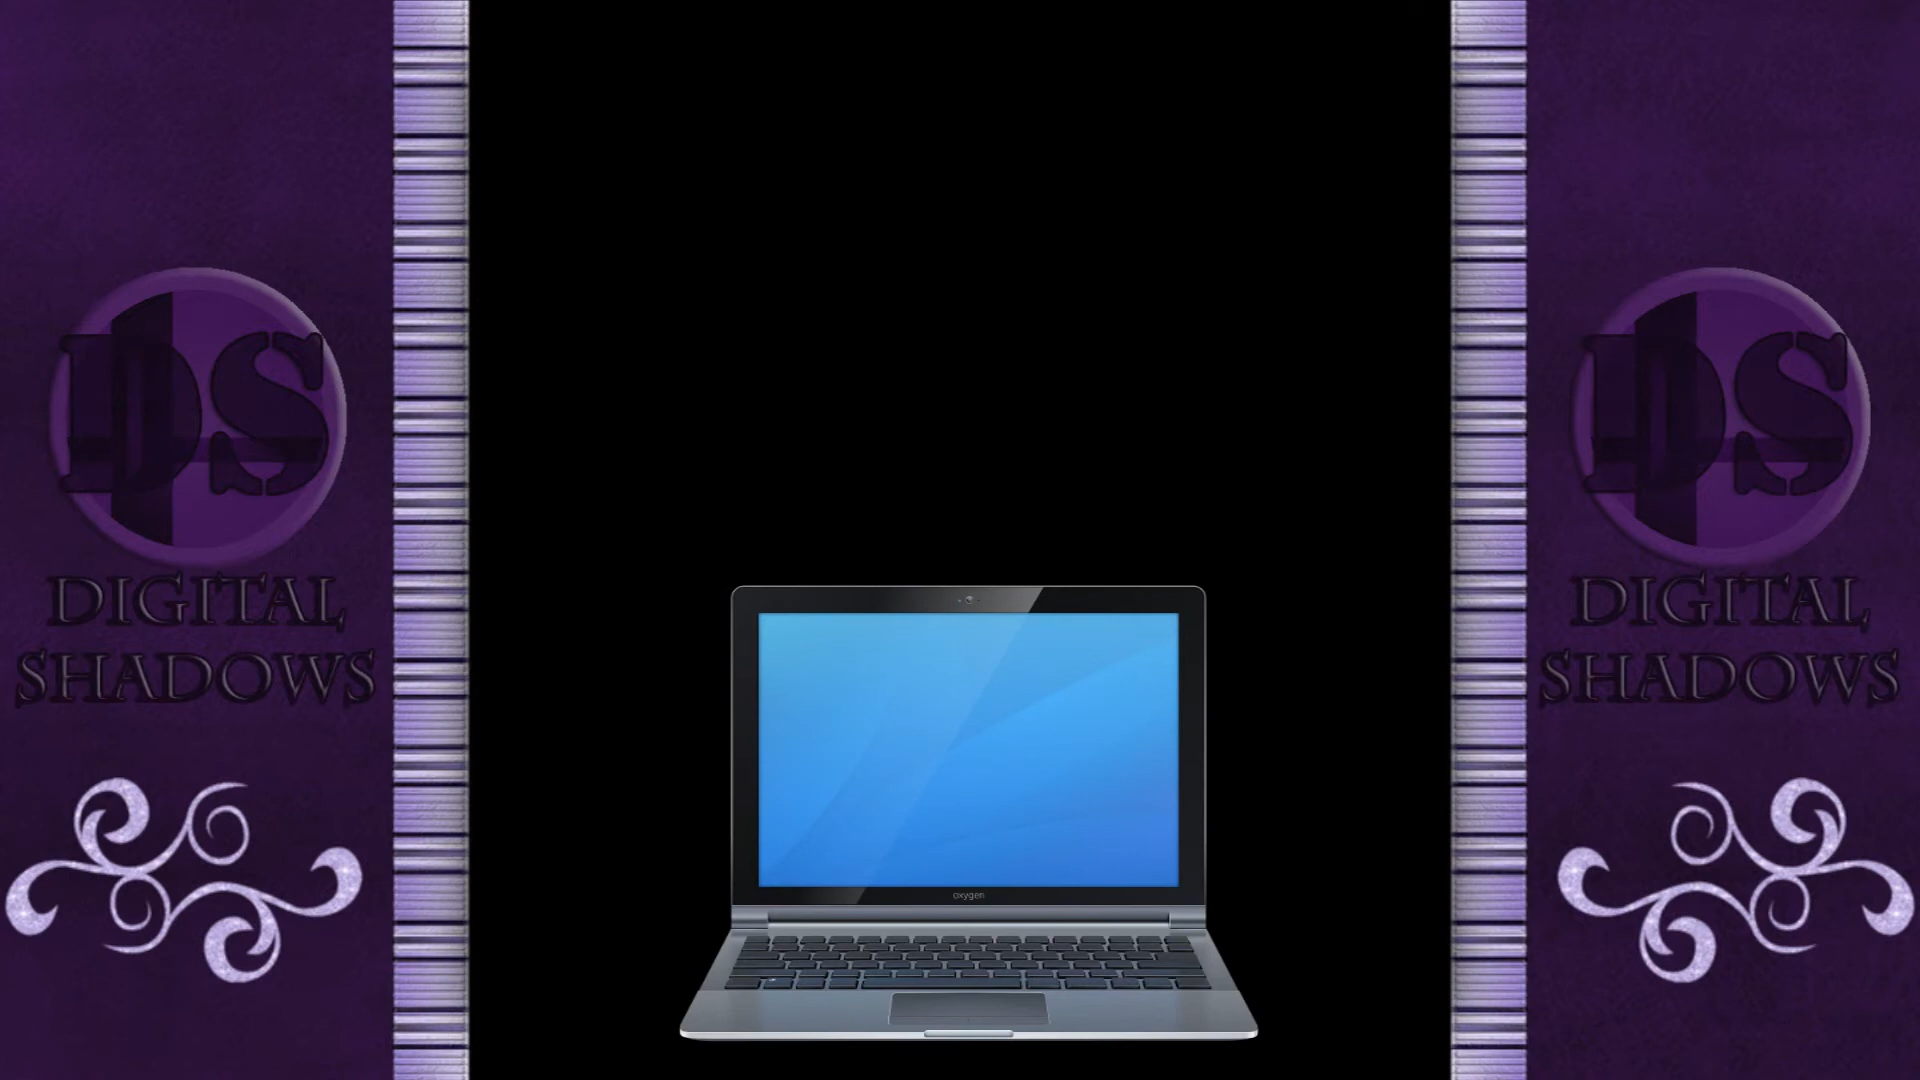 DS
DIGITAL
SHADOWS
oxygen
DS
DIGITAL
SHADOWS